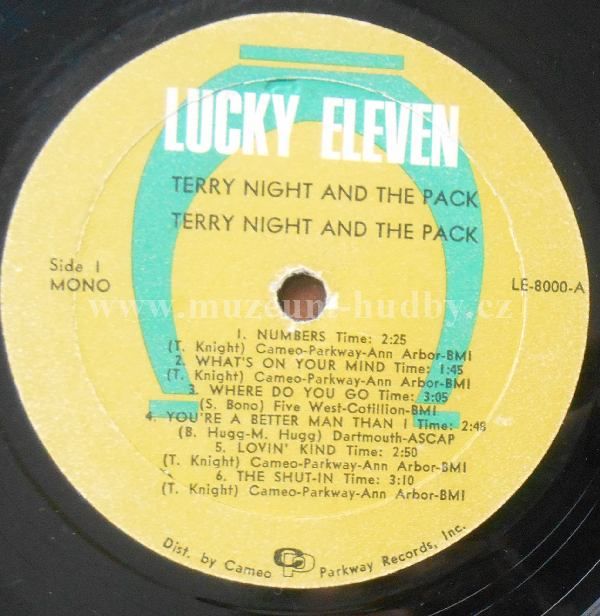 LUCKY ELEVEN
TERRY NIGHT AND THE PACK
TERRY NIGHT AND THE PACK
Side 1
MONO
LE-8000-A
www.muzeum-hudby.cz
1. NUMBERS Time: 2:25
(T. Knight) Cameo-Parkway-Ann Arbor-BMI
2. WHAT'S ON YOUR MIND Time: 1:45
(T. Knight) Cameo-Parkway-Ann Arbor-BMI
3. WHERE DO YOU GO Time: 3:05
(S. Bono) Five West-Cotillion-BMI
4. YOU'RE A BETTER MAN THAN I Time: 2:48
(B. Hugg-M. Hugg) Dartmouth-ASCAP
5. LOVIN' KIND Time: 2:50
(T. Knight) Cameo-Parkway-Ann Arbor-BMI
6. THE SHUT-IN Time: 3:10
(T. Knight) Cameo-Parkway-Ann Arbor-BMI
Dist. by Cameo CP Parkway Records, Inc.